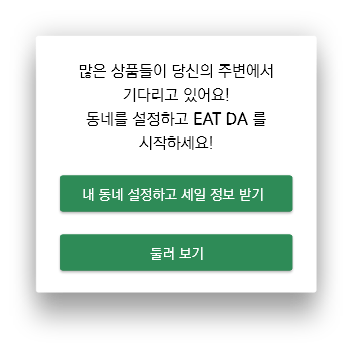 많은 상품들이 당신의 주변에서
기다리고 있어요!
동네를 설정하고 EAT DA 를
시작하세요!
내 동네 설정하고 세일 정보 받기
둘러 보기